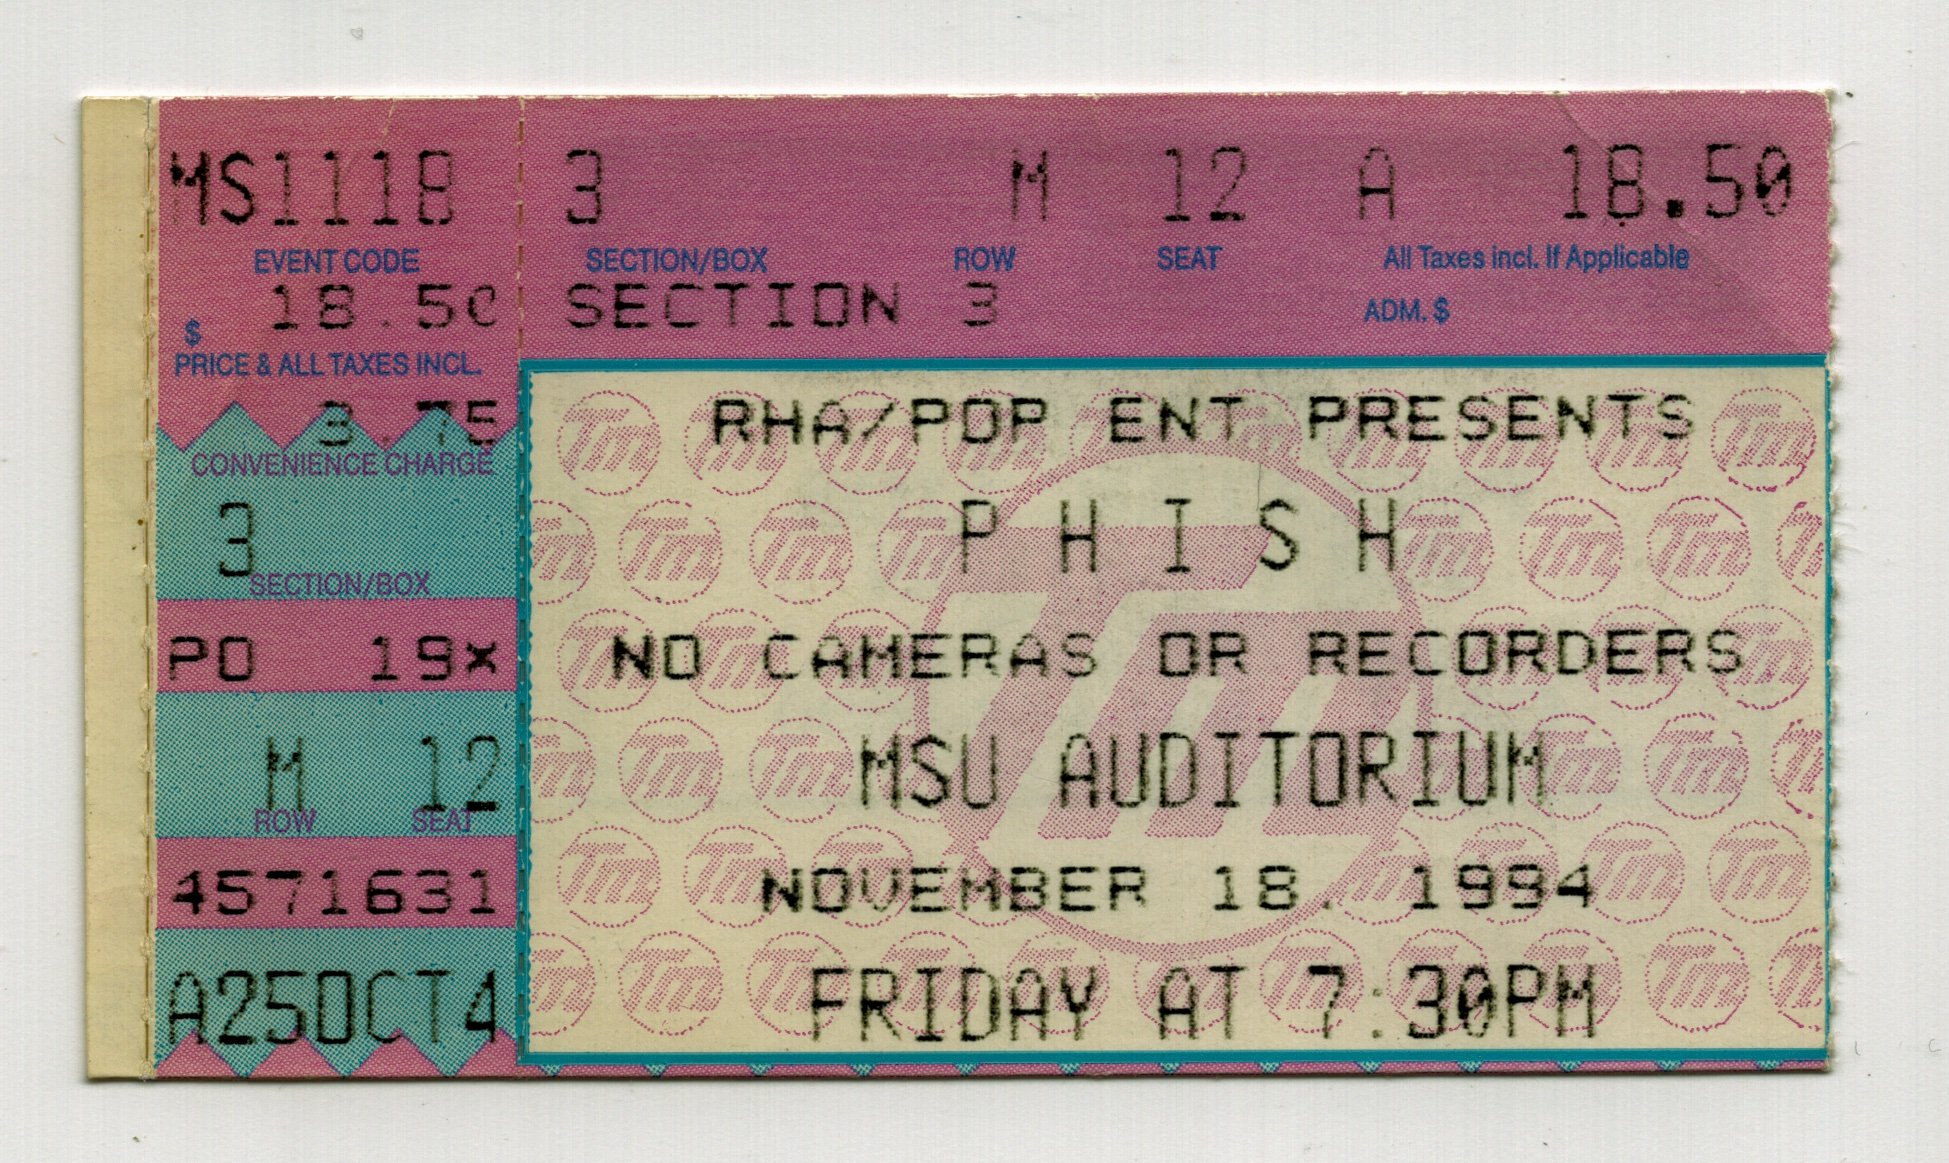 MS1118
EVENT CODE
18.50
$
PRICE & ALL TAXES INCL.
3.75
CONVENIENCE CHARGE
3
SECTION/BOX
PO 19x
M 12
ROW SEAT
4571631
A25OCT4
3 M 12 A 18.50
SECTION/BOX ROW SEAT All Taxes incl. If Applicable
SECTION 3 ADM. $
RHA/POP ENT PRESENTS
P H I S H
NO CAMERAS OR RECORDERS
MSU AUDITORIUM
NOVEMBER 18. 1994
FRIDAY AT 7:30PM